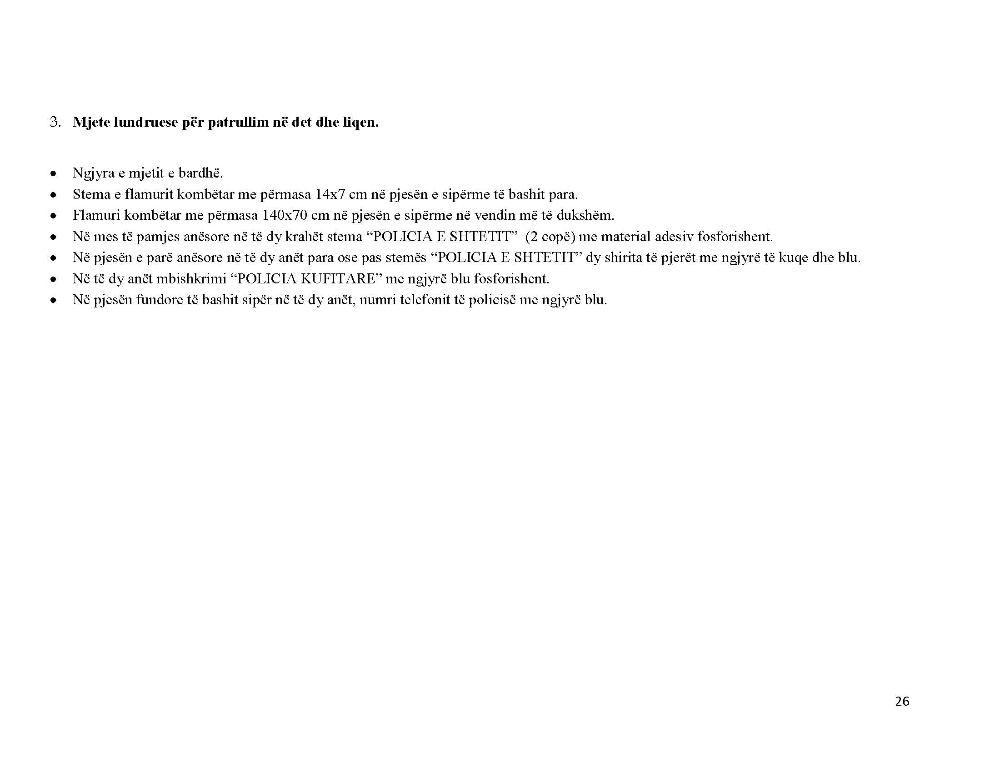 3. Mjete lundruese për patrullim në det dhe liqen.
• Ngjyra e mjetit e bardhë.
• Stema e flamurit kombëtar me përmasa 14x7 cm në pjesën e sipërme të bashit para.
• Flamuri kombëtar me përmasa 140x70 cm në pjesën e sipërme në vendin më të dukshëm.
• Në mes të pamjes anësore në të dy krahët stema “POLICIA E SHTETIT”  (2 copë) me material adesiv fosforishent.
• Në pjesën e parë anësore në të dy anët para ose pas stemës “POLICIA E SHTETIT” dy shirita të pjerët me ngjyrë të kuqe dhe blu.
• Në të dy anët mbishkrimi “POLICIA KUFITARE” me ngjyrë blu fosforishent.
• Në pjesën fundore të bashit sipër në të dy anët, numri telefonit të policisë me ngjyrë blu.
26